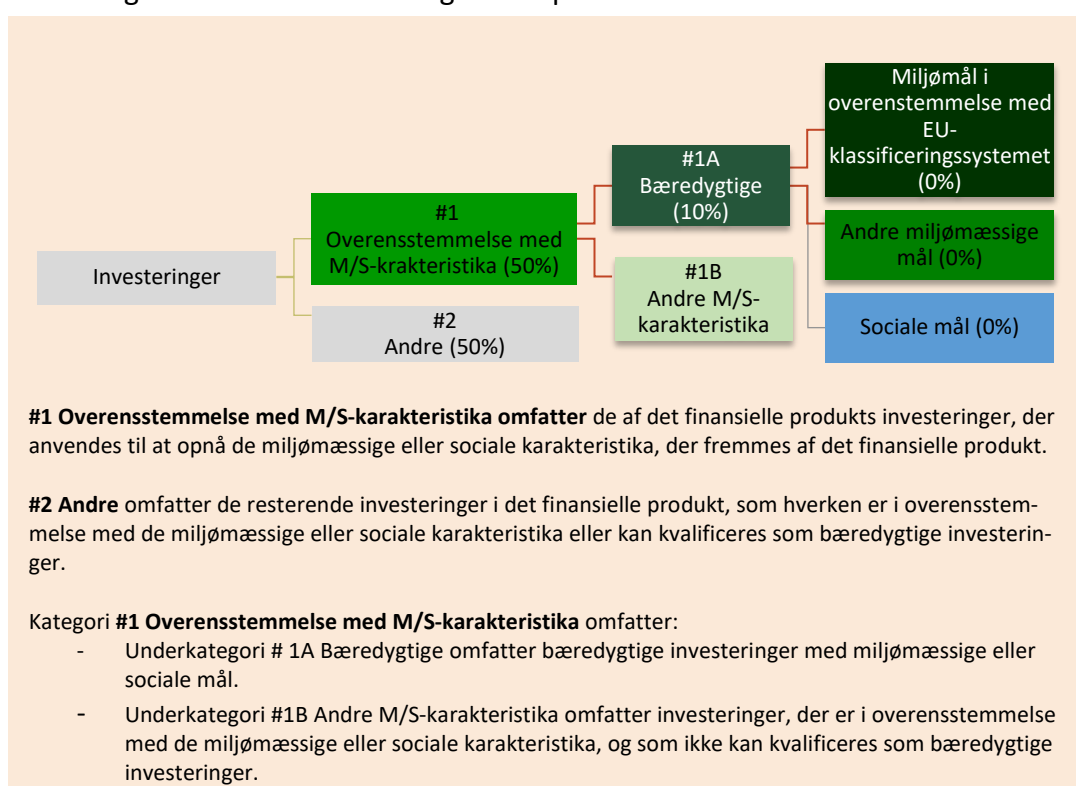 Miljømål i
overenstemmelse med
EU-
klassificeringssystemet
(0%)
#1A
Bæredygtige
(10%)
#1
Overensstemmelse med
M/S-krakteristika (50%)
Andre miljømæssige
mål (0%)
Investeringer
#1B
Andre M/S-
karakteristika
#2
Andre (50%)
Sociale mål (0%)
#1 Overensstemmelse med M/S-karakteristika omfatter de af det finansielle produkts investeringer, der
anvendes til at opnå de miljømæssige eller sociale karakteristika, der fremmes af det finansielle produkt.
#2 Andre omfatter de resterende investeringer i det finansielle produkt, som hverken er i overensstem-
melse med de miljømæssige eller sociale karakteristika eller kan kvalificeres som bæredygtige investerin-
ger.
Kategori #1 Overensstemmelse med M/S-karakteristika omfatter:
- Underkategori # 1A Bæredygtige omfatter bæredygtige investeringer med miljømæssige eller
sociale mål.
- Underkategori #1B Andre M/S-karakteristika omfatter investeringer, der er i overensstemmelse
med de miljømæssige eller sociale karakteristika, og som ikke kan kvalificeres som bæredygtige
investeringer.